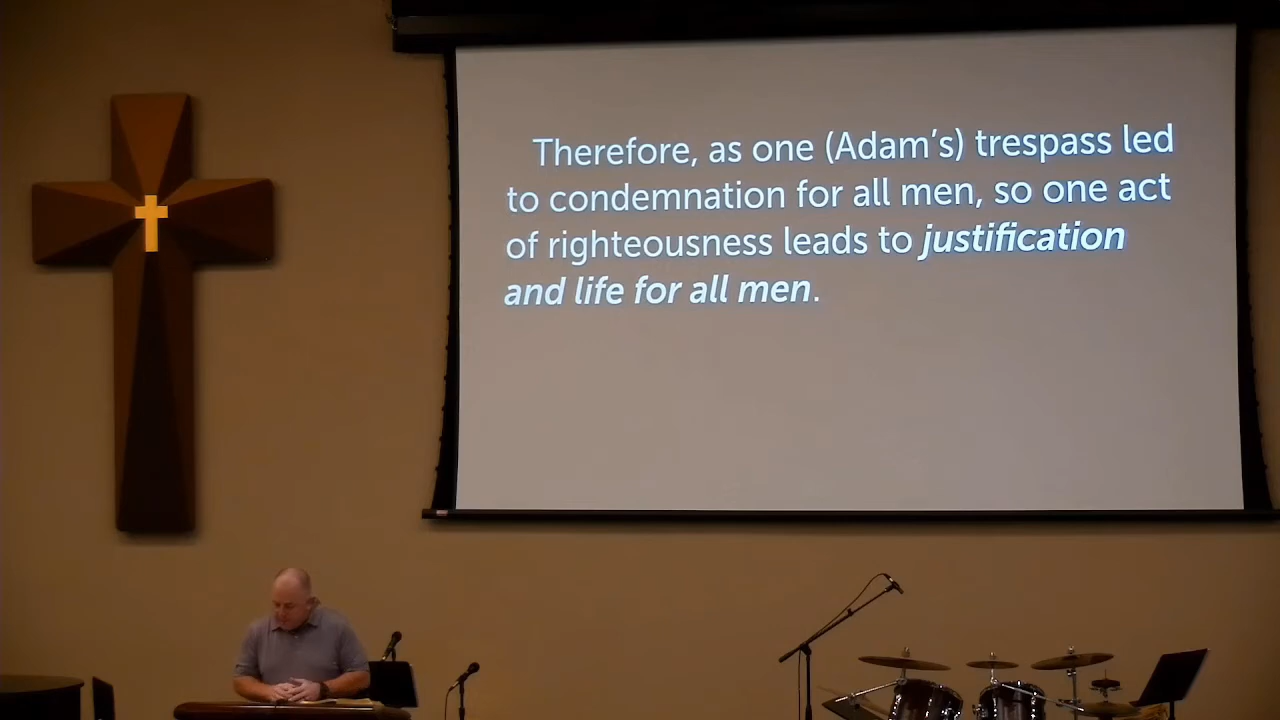 Therefore, as one (Adam's) trespass led
to condemnation for all men, so one act
of righteousness leads to justification
and life for all men.